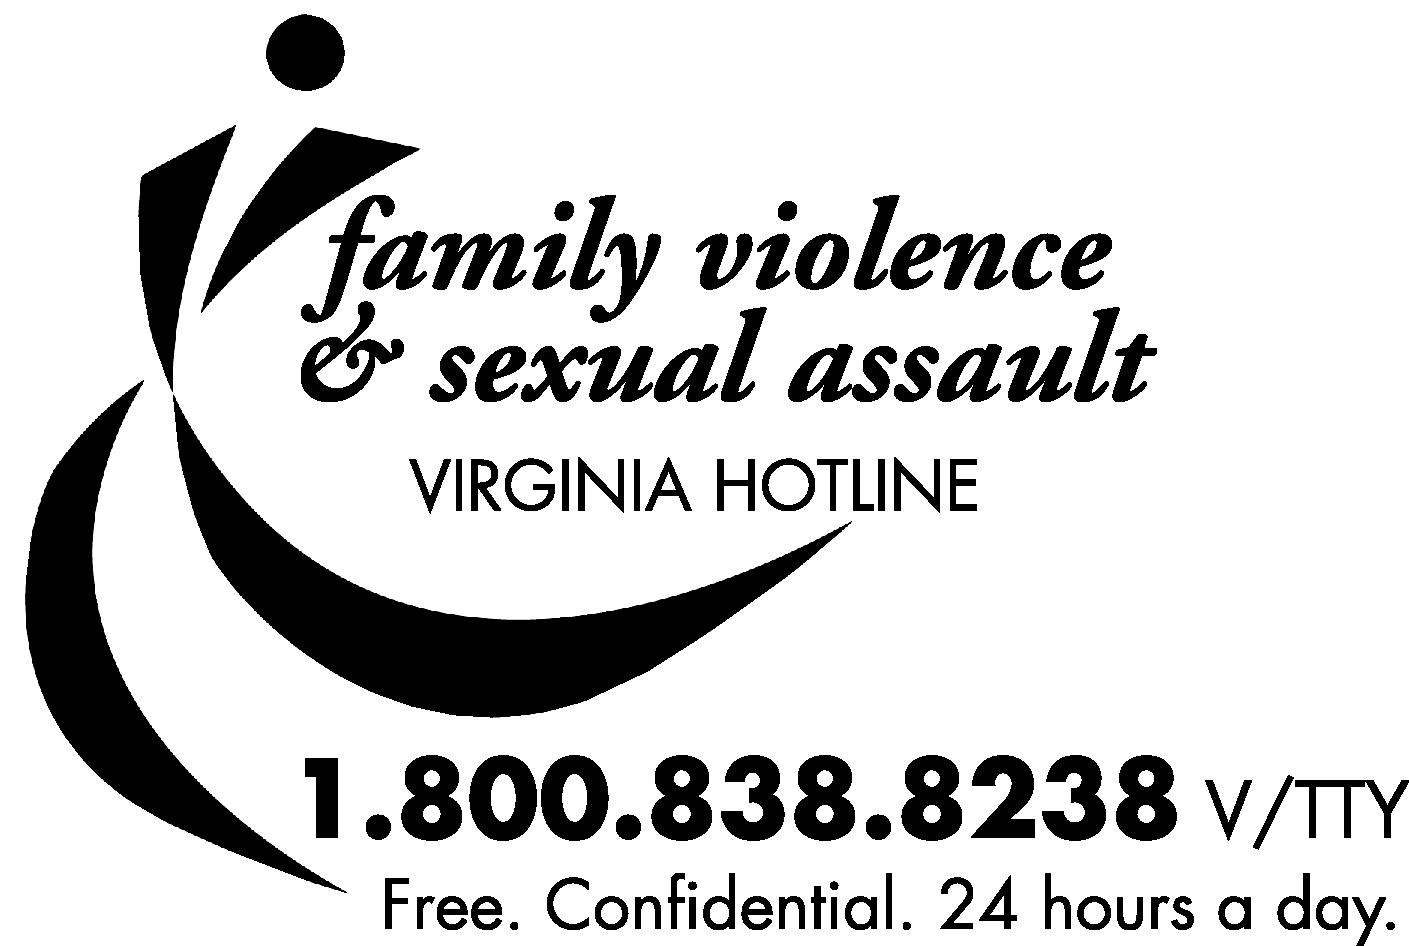 family violence
& sexual assault
VIRGINIA HOTLINE
1.800.838.8238 V/TTY
Free. Confidential. 24 hours a day.